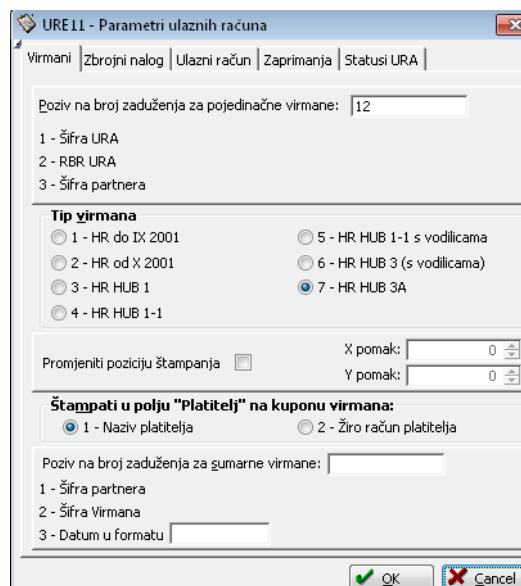 URE11 - Parametri ulaznih računa
Virmani Zbrojni nalog Ulazni račun Zaprimanja Statusi URA
Poziv na broj zaduženja za pojedinačne virmane: 12
1 - Šifra URA
2 - RBR URA
3 - Šifra partnera
Tip virmana
1 - HR do IX 2001 5 - HR HUB 1-1 s vodilicama
2 - HR od X 2001 6 - HR HUB 3 (s vodilicama)
3 - HR HUB 1 7 - HR HUB 3A
4 - HR HUB 1-1
Promjeniti poziciju štampanja X pomak: 0
Y pomak: 0
Štampati u polju "Platitelj" na kuponu virmana:
1 - Naziv platitelja 2 - Žiro račun platitelja
Poziv na broj zaduženja za sumarne virmane:
1 - Šifra partnera
2 - Šifra Virmana
3 - Datum u formatu
OK Cancel